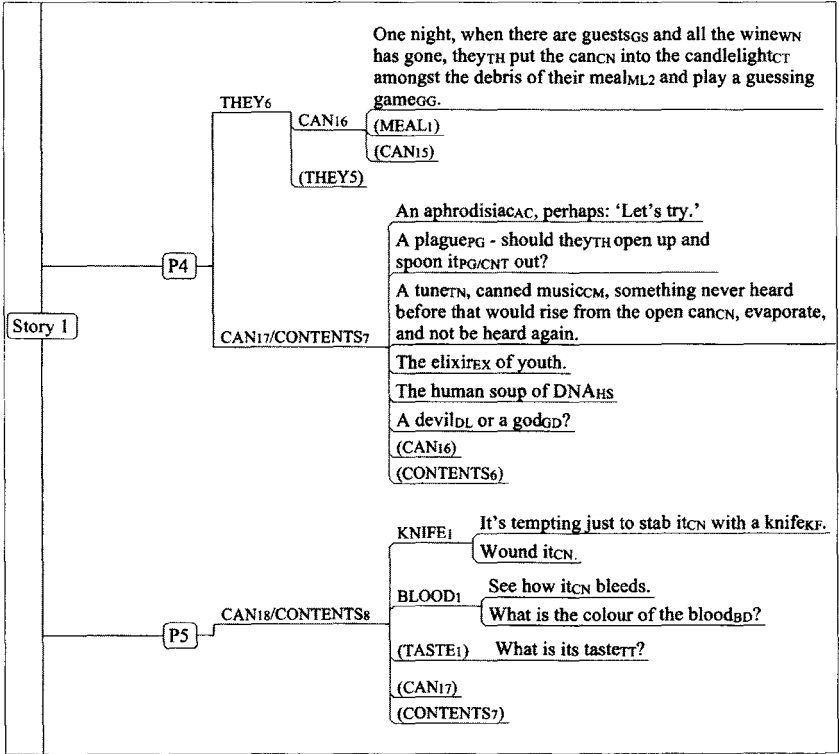 One night, when there are guestsGS and all the wineWN
has gone, theyTH put the canCN into the candlelightCT
amongst the debris of their mealML2 and play a guessing
gameGG.
THEY6
CAN16
(MEAL1)
(CAN15)
(THEY5)
An aphrodisiacAC, perhaps: 'Let's try.'
A plaguePG - should theyTH open up and
spoon itPG/CNT out?
P4
A tuneTN, canned musicCM, something never heard
before that would rise from the open canCN, evaporate,
and not be heard again.
Story 1
CAN17/CONTENTS7
The elixirEX of youth.
The human soup of DNAHS
A devilDL or a godGD?
(CAN16)
(CONTENTS6)
KNIFE1
It's tempting just to stab itCN with a knifeKF.
Wound itCN.
BLOOD1
See how itCN bleeds.
What is the colour of the bloodBD?
P5
CAN18/CONTENTS8
(TASTE1)
What is its tasteTT?
(CAN17)
(CONTENTS7)